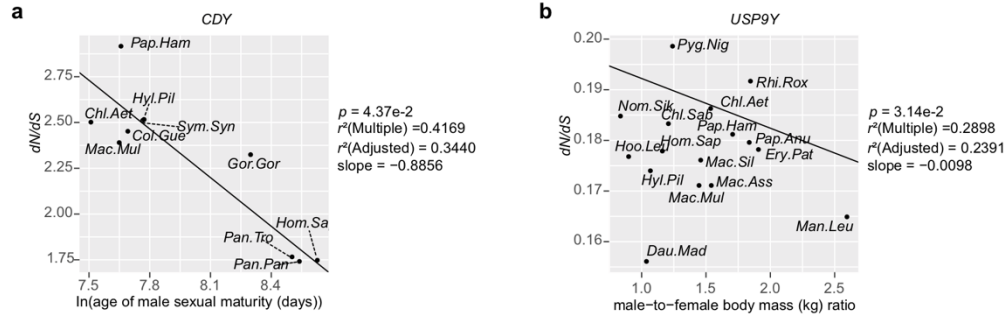 a
CDY
Pap.Ham
Hyl.Pil
Chl.Aet
Sym.Syn
Col.Gue
Mac.Mul
Gor.Gor
Hom.Sa
Pan.Tro
Pan.Pan
2.75
2.50
2.25
2.00
1.75
dN/dS
7.5 7.8 8.1 8.4
ln(age of male sexual maturity (days))
p = 4.37e-2
r²(Multiple) =0.4169
r²(Adjusted) = 0.3440
slope = −0.8856
b
USP9Y
Pyg.Nig
Rhi.Rox
Nom.Sik
Chl.Aet
Chl.Sab
Pap.Ham
Pap.Anu
Hoo.Leu
Hom.Sap
Ery.Pat
Mac.Sil
Hyl.Pil
Mac.Ass
Mac.Mul
Man.Leu
Dau.Mad
0.20
0.19
0.18
0.17
0.16
dN/dS
1.0 1.5 2.0 2.5
male−to−female body mass (kg) ratio
p = 3.14e-2
r²(Multiple) = 0.2898
r²(Adjusted) = 0.2391
slope = -0.0098